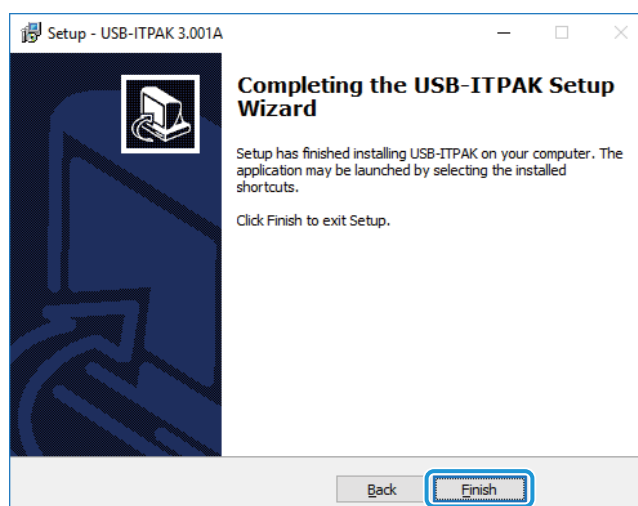 Setup - USB-ITPAK 3.001A
Completing the USB-ITPAK Setup
Wizard
Setup has finished installing USB-ITPAK on your computer. The
application may be launched by selecting the installed
shortcuts.
Click Finish to exit Setup.
Back
Finish